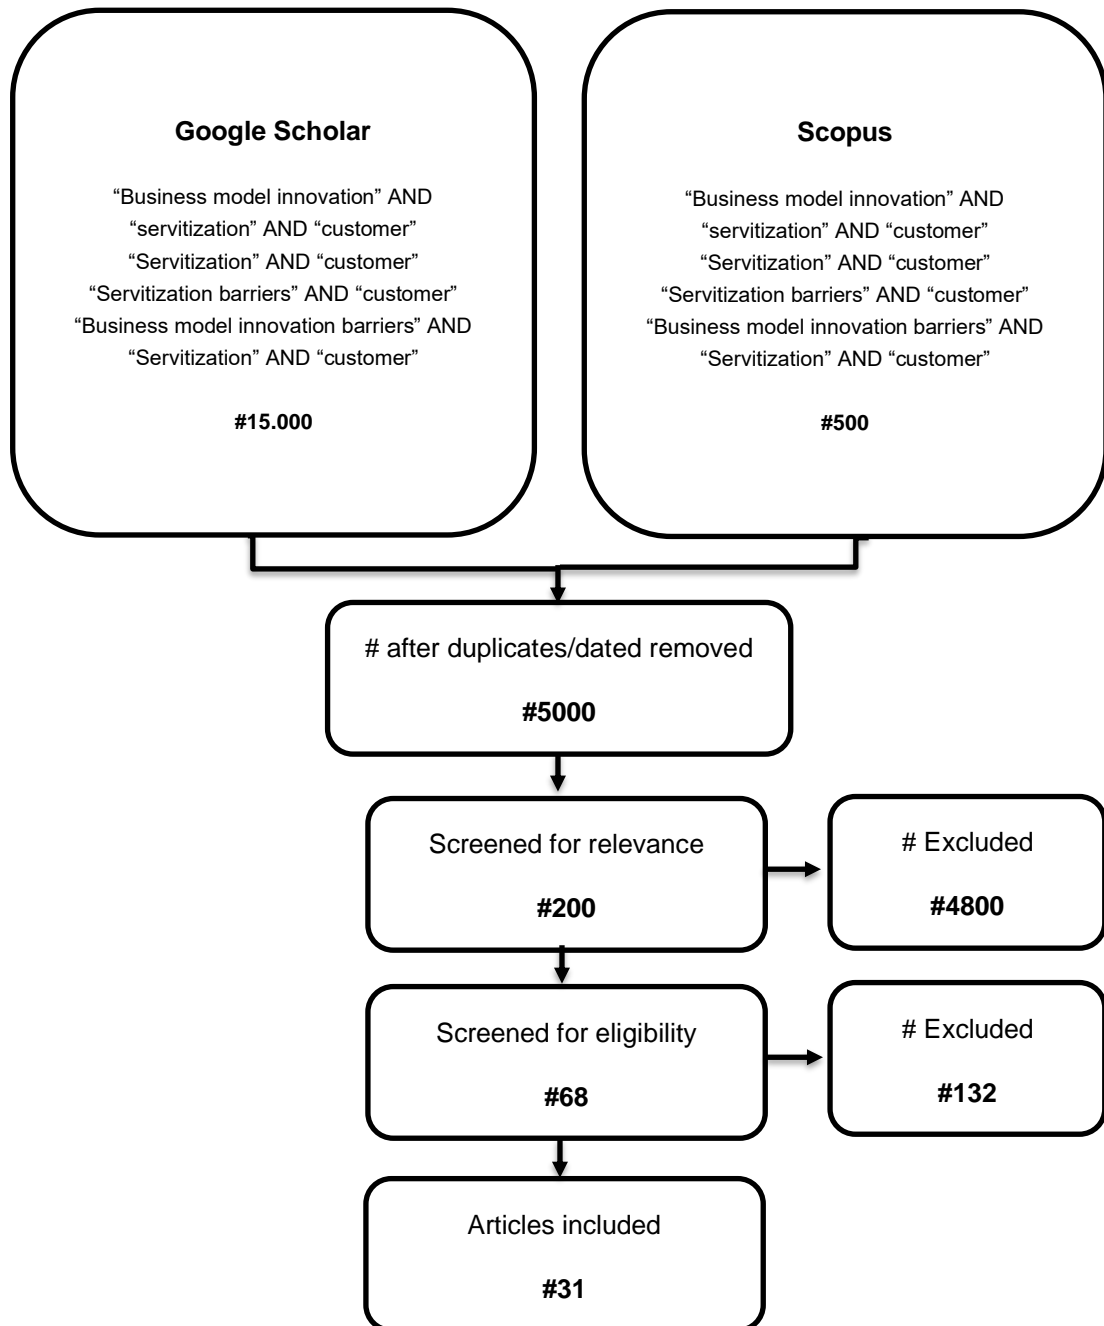 Google Scholar
“Business model innovation” AND
“servitization” AND “customer”
“Servitization” AND “customer”
“Servitization barriers” AND “customer”
“Business model innovation barriers” AND
“Servitization” AND “customer”
#15.000
Scopus
“Business model innovation” AND
“servitization” AND “customer”
“Servitization” AND “customer”
“Servitization barriers” AND “customer”
“Business model innovation barriers” AND
“Servitization” AND “customer”
#500
# after duplicates/dated removed
#5000
Screened for relevance
#200
# Excluded
#4800
Screened for eligibility
#68
# Excluded
#132
Articles included
#31